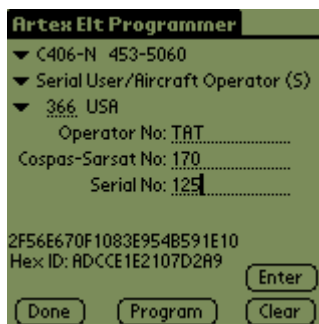 Artex Elt Programmer
C406-N 453-5060
Serial User/Aircraft Operator (S)
366 USA
Operator No: TAT
Cospas-Sarsat No: 170
Serial No: 125
2F56E670F1083E954B591E10
Hex ID: ADCCE1E2107D2A9
Enter
Done Program Clear